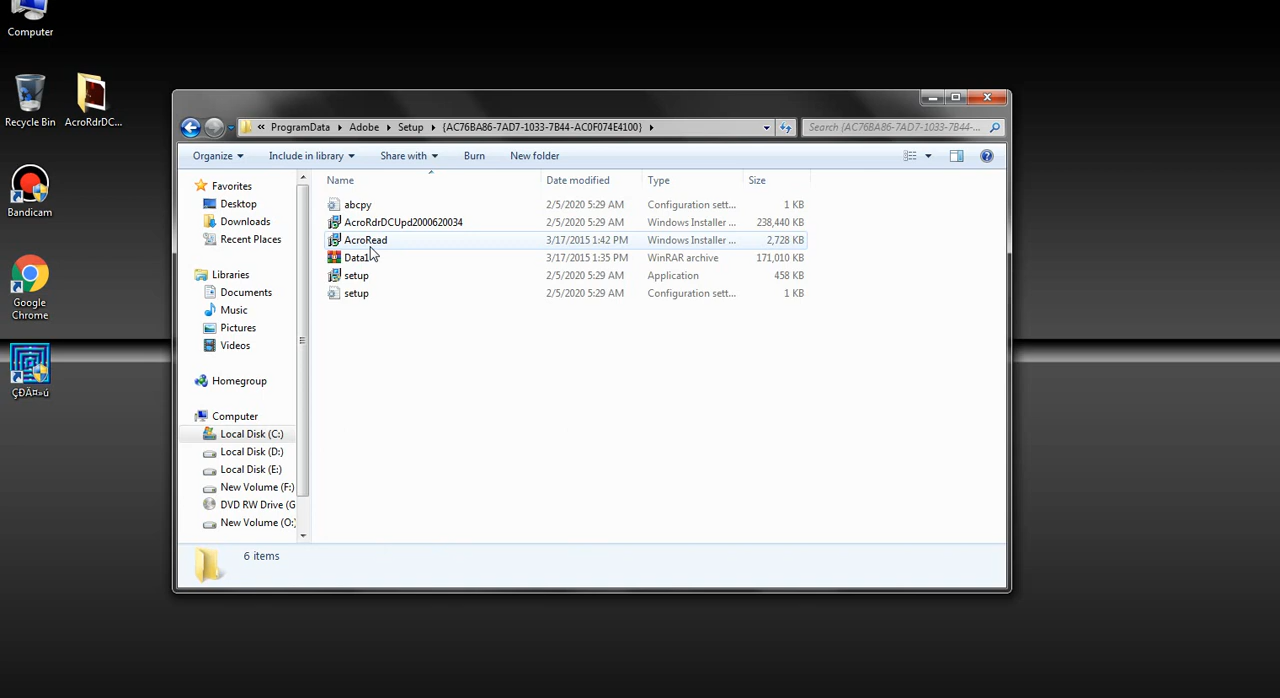 Computer
Recycle Bin
AcroRdrDC...
Bandicam
Google
Chrome
ÇÐÄ¤»ú
« ProgramData Adobe Setup {AC76BA86-7AD7-1033-7B44-AC0F074E4100}
Search {AC76BA86-7AD7-1033-7B44-...
Organize Include in library Share with Burn New folder
Favorites
Desktop
Downloads
Recent Places
Libraries
Documents
Music
Pictures
Videos
Homegroup
Computer
Local Disk (C:)
Local Disk (D:)
Local Disk (E:)
New Volume (F:)
DVD RW Drive (G
New Volume (O:)
Name Date modified Type Size
abcpy 2/5/2020 5:29 AM Configuration sett... 1 KB
AcroRdrDCUpd2000620034 2/5/2020 5:29 AM Windows Installer ... 238,440 KB
AcroRead 3/17/2015 1:42 PM Windows Installer ... 2,728 KB
Data1 3/17/2015 1:35 PM WinRAR archive 171,010 KB
setup 2/5/2020 5:29 AM Application 458 KB
setup 2/5/2020 5:29 AM Configuration sett... 1 KB
6 items